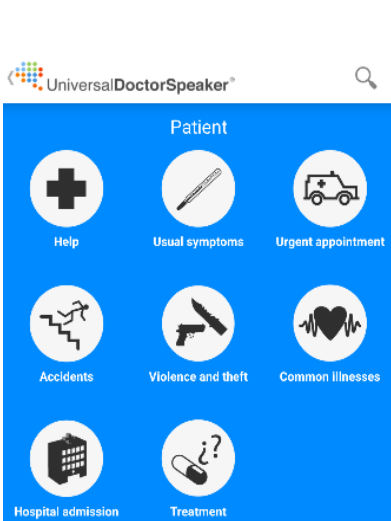 UniversalDoctorSpeaker®
Patient
Help
Usual symptoms
Urgent appointment
Accidents
Violence and theft
Common illnesses
¿?
Hospital admission
Treatment